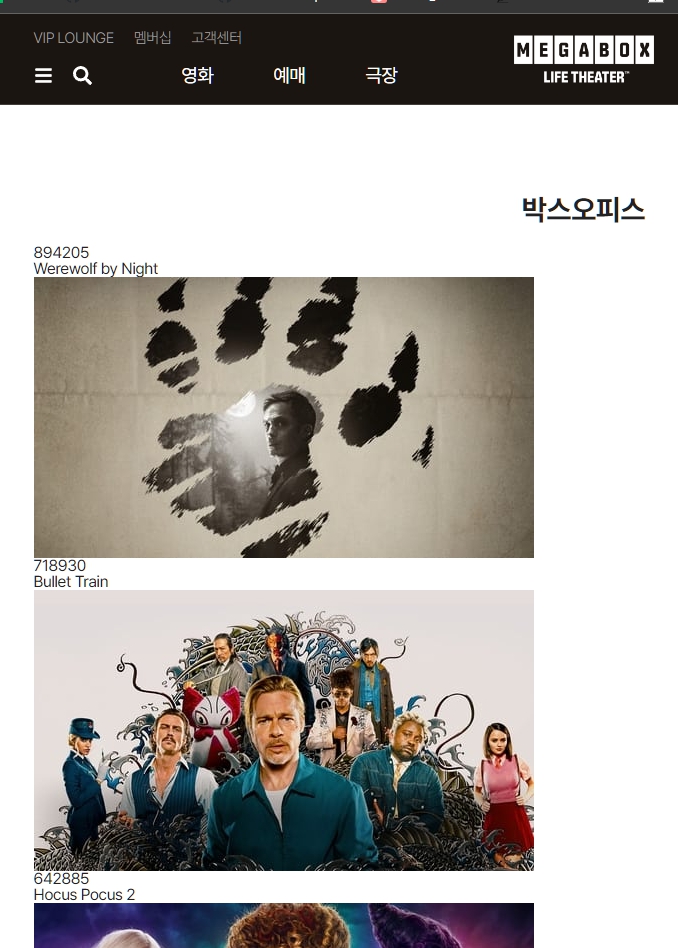 VIP LOUNGE 멤버십 고객센터
MEGABOX
영화 예매 극장
LIFE THEATER™
박스오피스
894205
Werewolf by Night
718930
Bullet Train
642885
Hocus Pocus 2